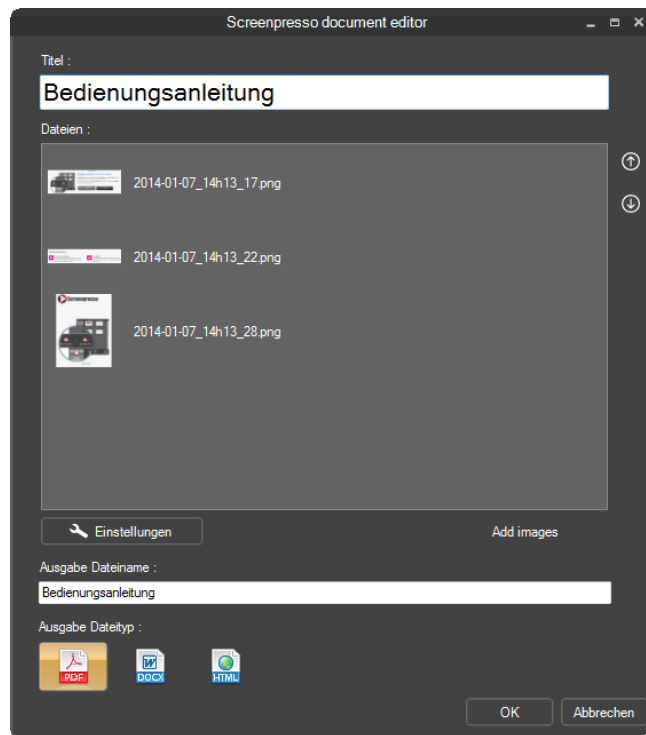 Screenpresso document editor
Titel :
Bedienungsanleitung
Dateien :
2014-01-07_14h13_17.png
2014-01-07_14h13_22.png
Screenpresso
2014-01-07_14h13_28.png
Einstellungen
Add images
Ausgabe Dateiname :
Bedienungsanleitung
Ausgabe Dateityp :
PDF
DOCX
HTML
OK
Abbrechen